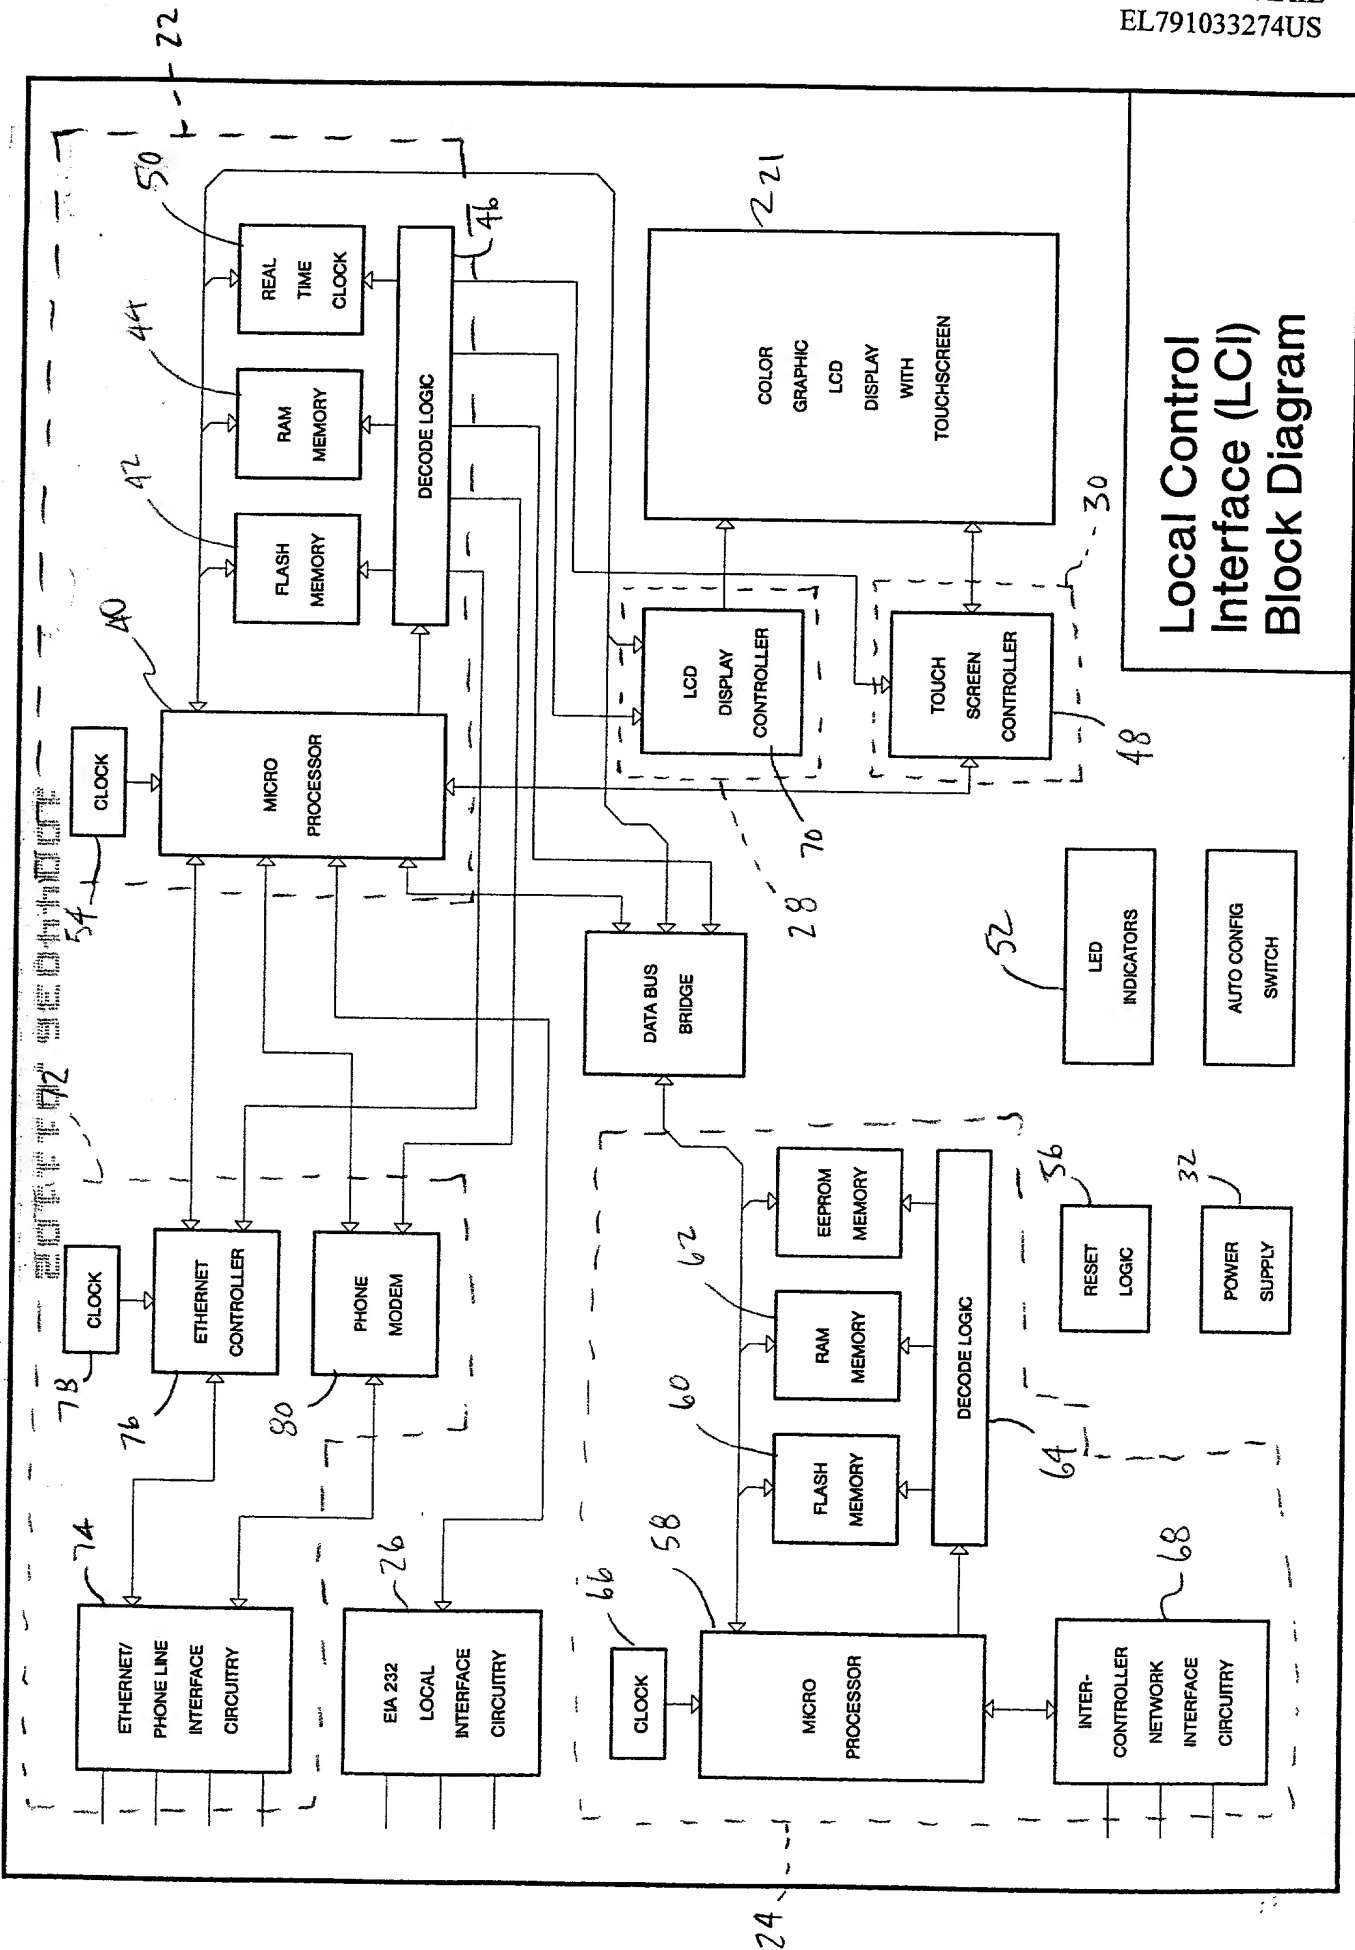 EL791033274US
22
50
44
42
40
54
CLOCK
MICRO
PROCESSOR
FLASH
MEMORY
RAM
MEMORY
REAL
TIME
CLOCK
DECODE LOGIC
46
72
78
CLOCK
ETHERNET
CONTROLLER
76
PHONE
MODEM
80
74
ETHERNET/
PHONE LINE
INTERFACE
CIRCUITRY
26
EIA 232
LOCAL
INTERFACE
CIRCUITRY
DATA BUS
BRIDGE
LCD
DISPLAY
CONTROLLER
70
28
TOUCH
SCREEN
CONTROLLER
48
30
21
COLOR
GRAPHIC
LCD
DISPLAY
WITH
TOUCHSCREEN
24
66
CLOCK
58
MICRO
PROCESSOR
60
FLASH
MEMORY
62
RAM
MEMORY
EEPROM
MEMORY
DECODE LOGIC
64
68
INTER-
CONTROLLER
NETWORK
INTERFACE
CIRCUITRY
56
RESET
LOGIC
32
POWER
SUPPLY
52
LED
INDICATORS
AUTO CONFIG
SWITCH
Local Control
Interface (LCI)
Block Diagram